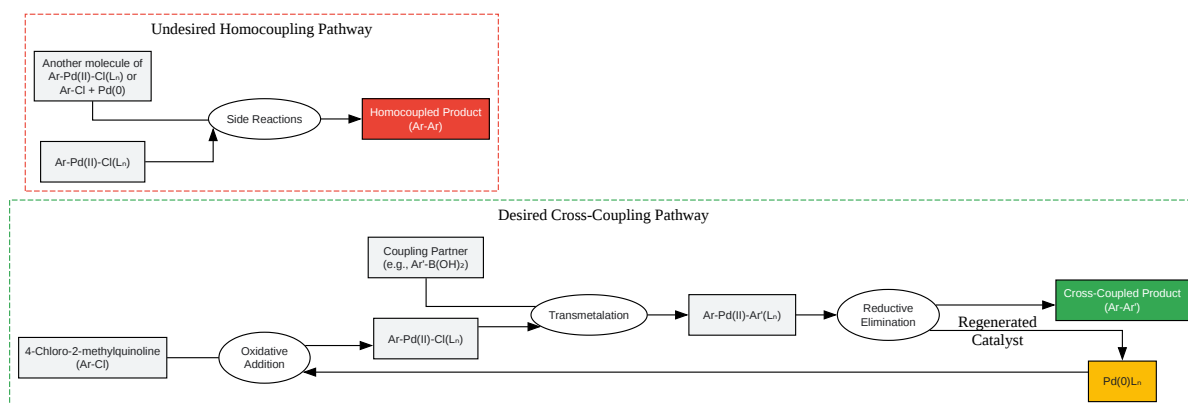 Undesired Homocoupling Pathway
Another molecule of
Ar-Pd(II)-Cl(Lₙ) or
Ar-Cl + Pd(0)
Side Reactions
Homocoupled Product
(Ar-Ar)
Ar-Pd(II)-Cl(Lₙ)
Desired Cross-Coupling Pathway
Coupling Partner
(e.g., Ar'-B(OH)₂)
Transmetalation
Ar-Pd(II)-Ar'(Lₙ)
Reductive
Elimination
Cross-Coupled Product
(Ar-Ar')
Regenerated
Catalyst
4-Chloro-2-methylquinoline
(Ar-Cl)
Oxidative
Addition
Ar-Pd(II)-Cl(Lₙ)
Pd(0)Lₙ